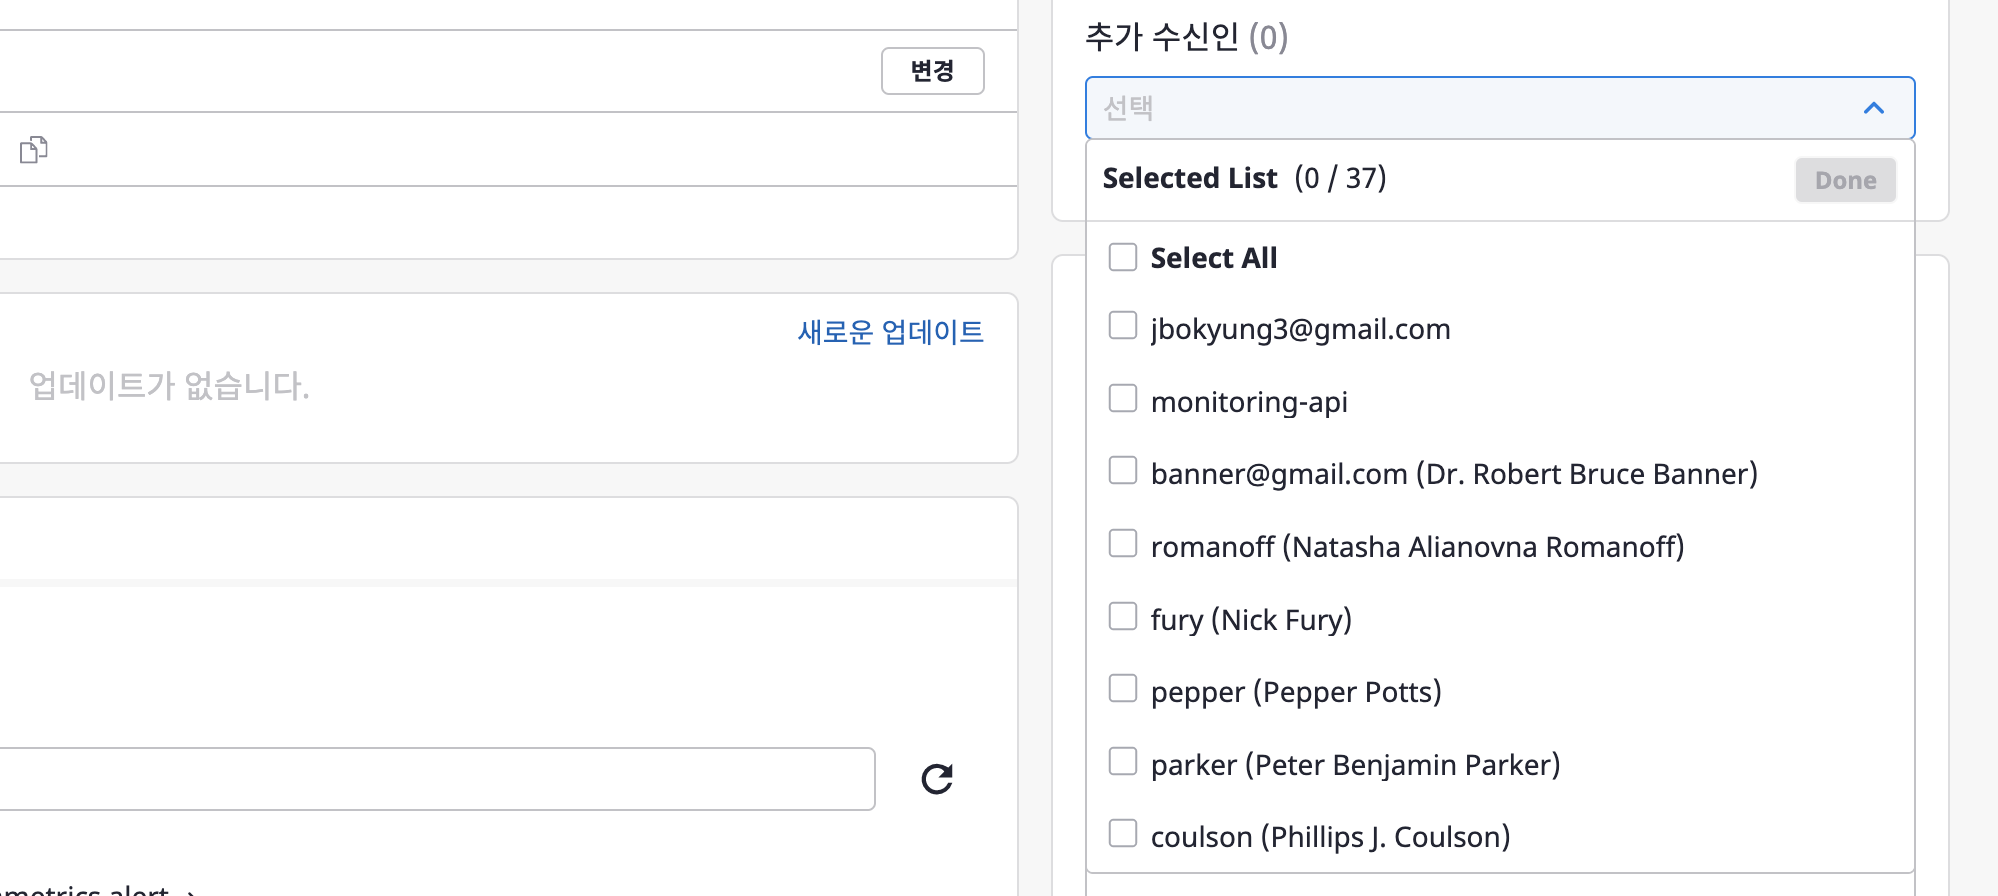 변경
새로운 업데이트
업데이트가 없습니다.
alert
추가 수신인 (0)
선택
Selected List (0 / 37)
Done
Select All
jbokyung3@gmail.com
monitoring-api
banner@gmail.com (Dr. Robert Bruce Banner)
romanoff (Natasha Alianovna Romanoff)
fury (Nick Fury)
pepper (Pepper Potts)
parker (Peter Benjamin Parker)
coulson (Phillips J. Coulson)